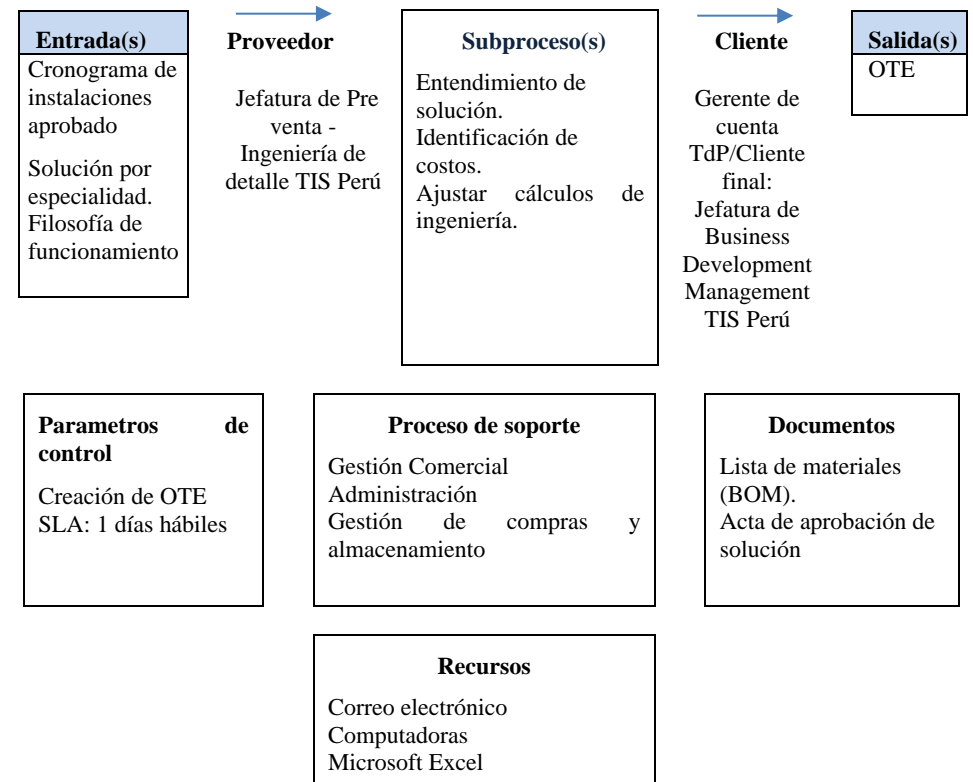 Entrada(s)
Cronograma de
instalaciones
aprobado
Solución por
especialidad.
Filosofía de
funcionamiento
Proveedor
Jefatura de Pre
venta -
Ingeniería de
detalle TIS Perú
Subproceso(s)
Entendimiento de
solución.
Identificación de
costos.
Ajustar cálculos de
ingeniería.
Cliente
Gerente de
cuenta
TdP/Cliente
final:
Jefatura de
Business
Development
Management
TIS Perú
Salida(s)
OTE
Parametros de
control
Creación de OTE
SLA: 1 días hábiles
Proceso de soporte
Gestión Comercial
Administración
Gestión de compras y
almacenamiento
Documentos
Lista de materiales
(BOM).
Acta de aprobación de
solución
Recursos
Correo electrónico
Computadoras
Microsoft Excel